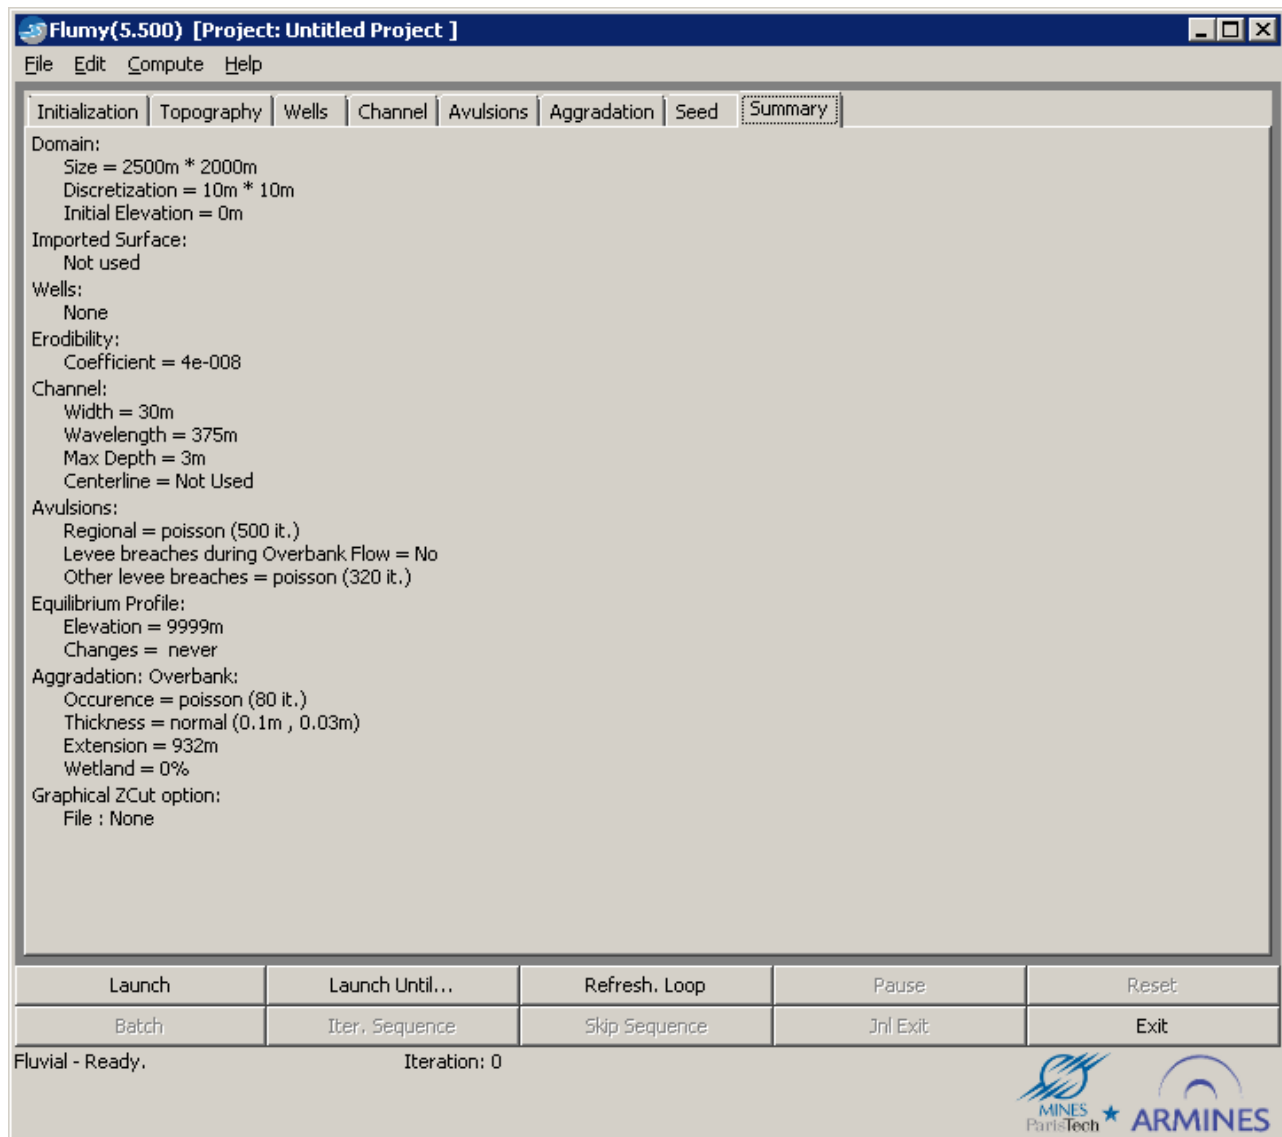 Flumy(5.500) [Project: Untitled Project ]
File Edit Compute Help
Initialization Topography Wells Channel Avulsions Aggradation Seed Summary
Domain:
Size = 2500m * 2000m
Discretization = 10m * 10m
Initial Elevation = 0m
Imported Surface:
Not used
Wells:
None
Erodibility:
Coefficient = 4e-008
Channel:
Width = 30m
Wavelength = 375m
Max Depth = 3m
Centerline = Not Used
Avulsions:
Regional = poisson (500 it.)
Levee breaches during Overbank Flow = No
Other levee breaches = poisson (320 it.)
Equilibrium Profile:
Elevation = 9999m
Changes = never
Aggradation: Overbank:
Occurence = poisson (80 it.)
Thickness = normal (0.1m , 0.03m)
Extension = 932m
Wetland = 0%
Graphical ZCut option:
File : None
Launch Launch Until... Refresh. Loop Pause Reset
Batch Iter. Sequence Skip Sequence Jnl Exit Exit
Fluvial - Ready. Iteration: 0
MINES
ParisTech
ARMINES